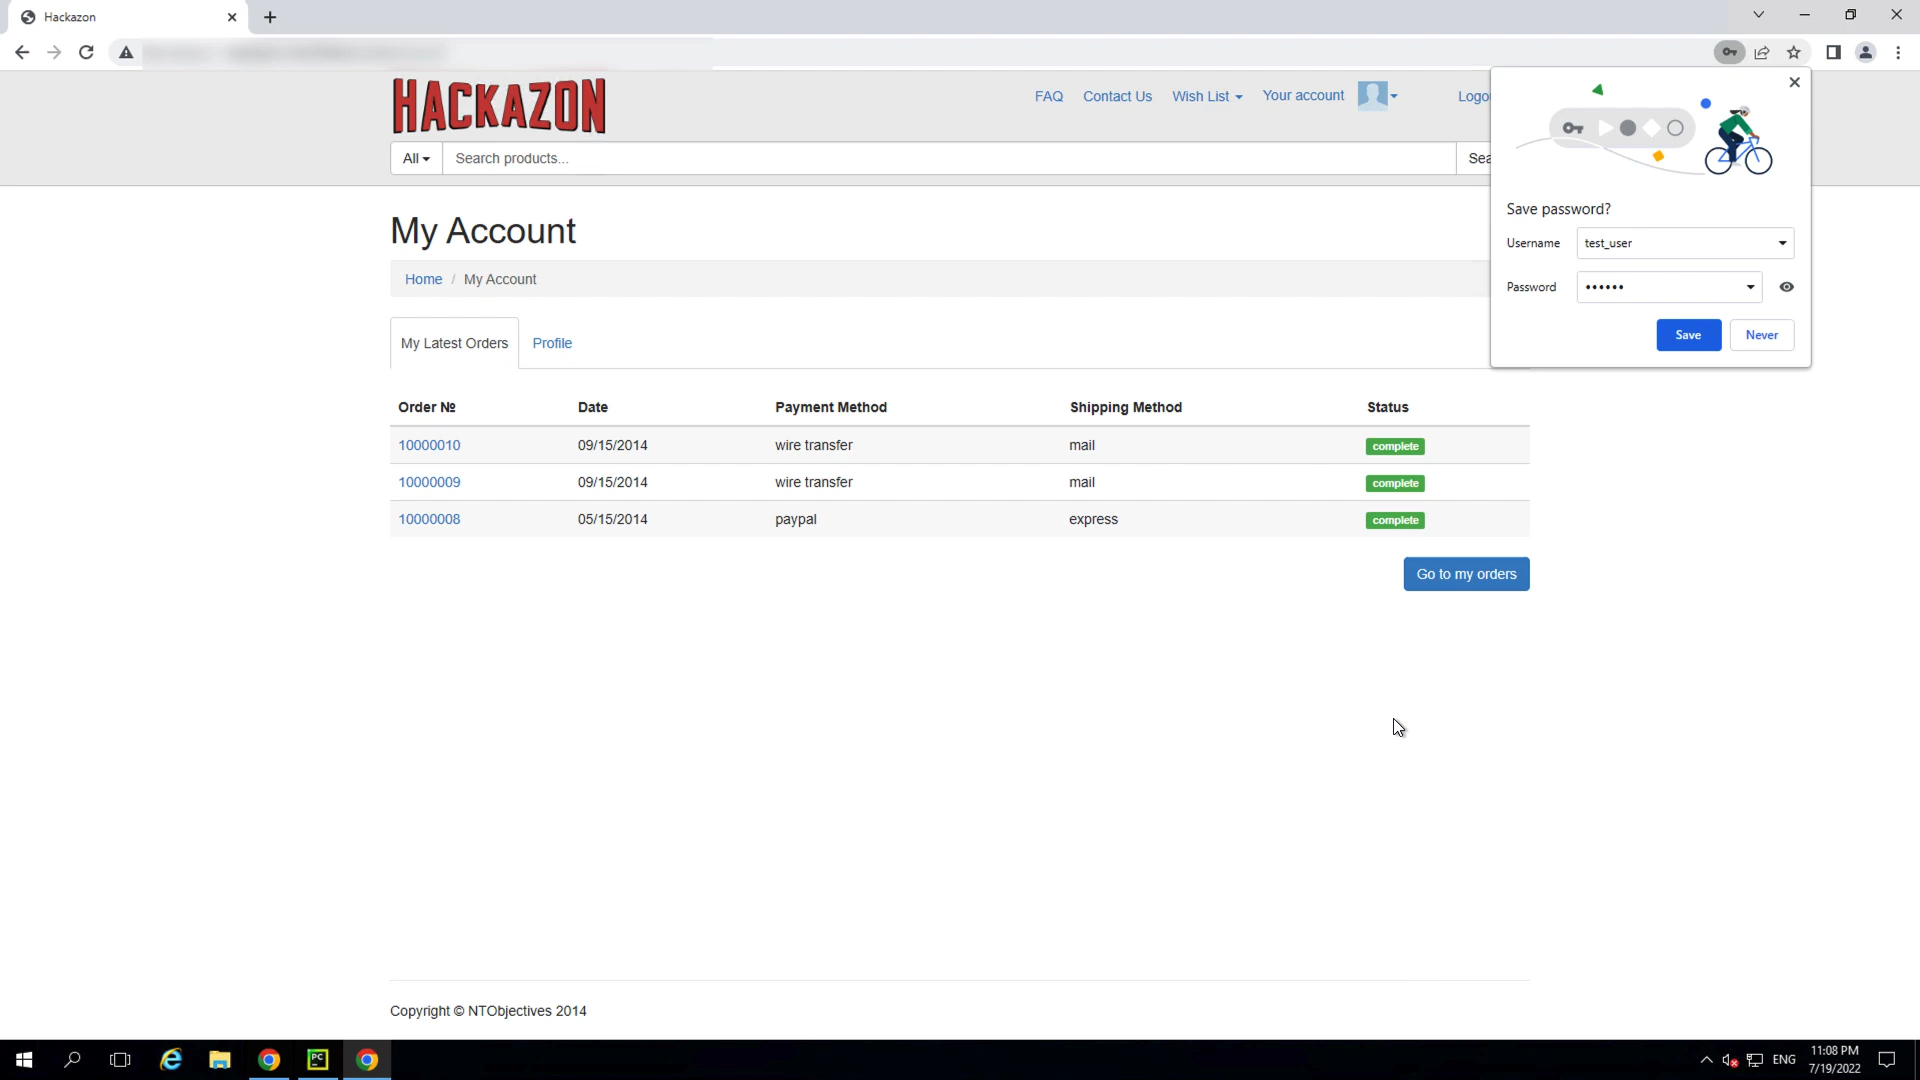 Hackazon
HACKAZON
FAQ Contact Us Wish List Your account
All Search products...
My Account
Home / My Account
My Latest Orders Profile
Order № Date Payment Method Shipping Method Status
10000010 09/15/2014 wire transfer mail complete
10000009 09/15/2014 wire transfer mail complete
10000008 05/15/2014 paypal express complete
Go to my orders
Copyright © NTObjectives 2014
Save password?
Username test_user
Password ••••••
Save Never
PC
ENG
11:08 PM
7/19/2022